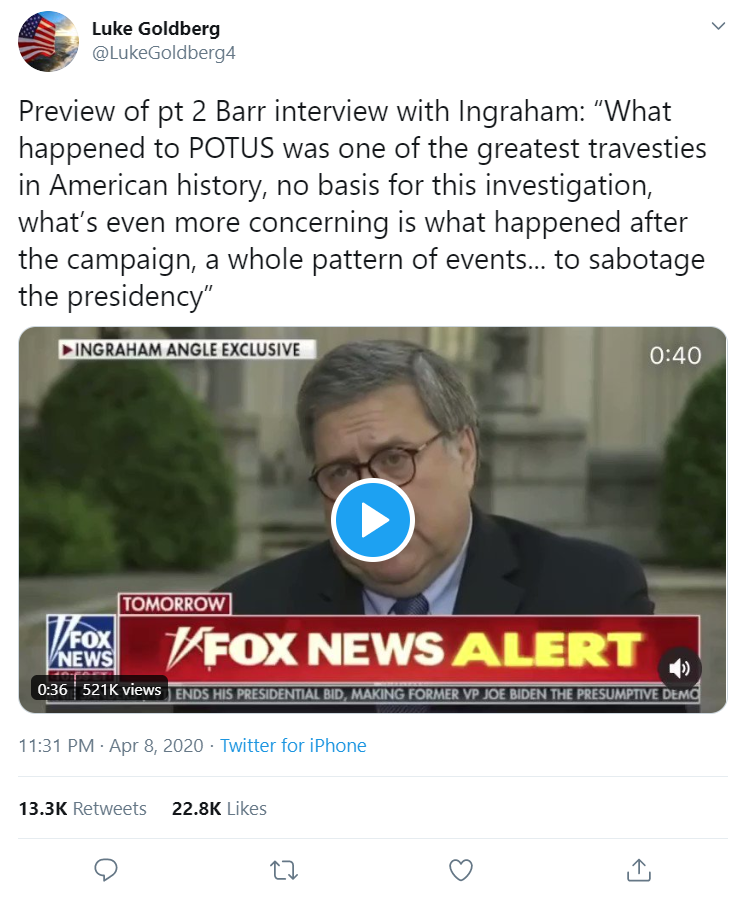 Luke Goldberg
@LukeGoldberg4
Preview of pt 2 Barr interview with Ingraham: “What
happened to POTUS was one of the greatest travesties
in American history, no basis for this investigation,
what’s even more concerning is what happened after
the campaign, a whole pattern of events... to sabotage
the presidency”
INGRAHAM ANGLE EXCLUSIVE
0:40
TOMORROW
FOX
NEWS
FOX NEWS ALERT
0:36 521K views
ENDS HIS PRESIDENTIAL BID, MAKING FORMER VP JOE BIDEN THE PRESUMPTIVE DEMO
11:31 PM · Apr 8, 2020 · Twitter for iPhone
13.3K Retweets 22.8K Likes